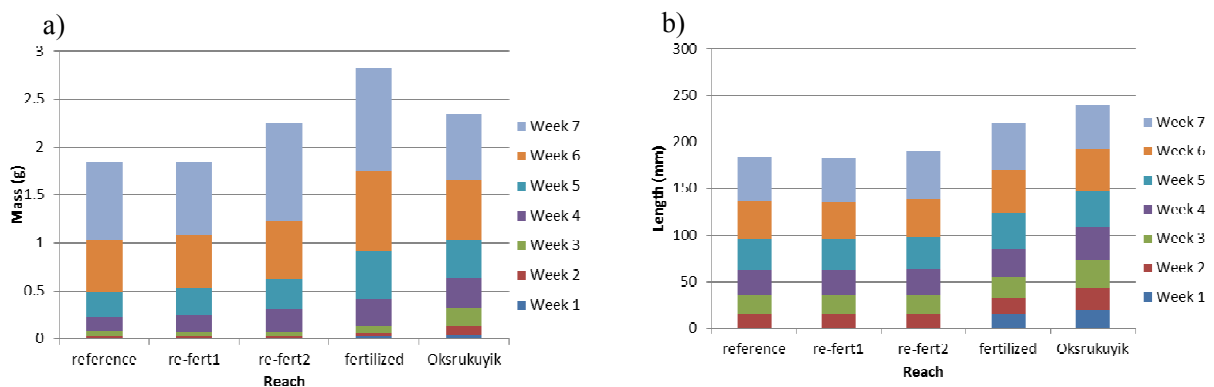 a)
3
2.5
2
1.5
1
0.5
0
Mass (g)
reference re-fert1 re-fert2 fertilized Oksrukuyik
Reach
Week 7
Week 6
Week 5
Week 4
Week 3
Week 2
Week 1
b)
300
250
200
150
100
50
0
Length (mm)
reference re-fert1 re-fert2 fertilized Oksrukuyik
Reach
Week 7
Week 6
Week 5
Week 4
Week 3
Week 2
Week 1